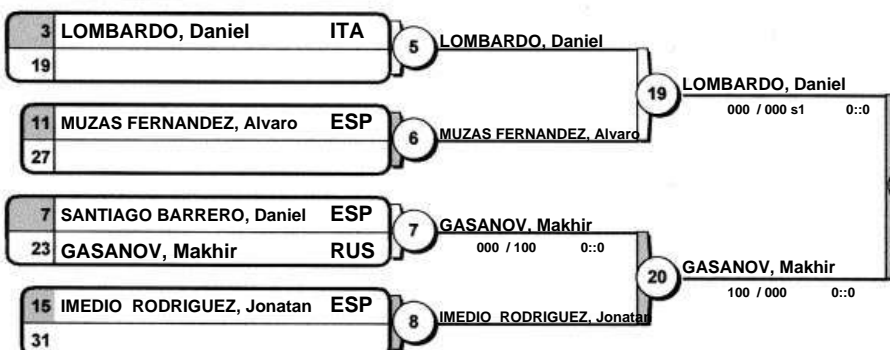 3 LOMBARDO, Daniel ITA
19
5
LOMBARDO, Daniel
11 MUZAS FERNANDEZ, Alvaro ESP
27
6
MUZAS FERNANDEZ, Alvaro
19
LOMBARDO, Daniel
000 / 000 s1 0::0
7 SANTIAGO BARRERO, Daniel ESP
23 GASANOV, Makhir RUS
7
GASANOV, Makhir
000 / 100 0::0
15 IMEDIO RODRIGUEZ, Jonatan ESP
31
8
IMEDIO RODRIGUEZ, Jonatan
20
GASANOV, Makhir
100 / 000 0::0